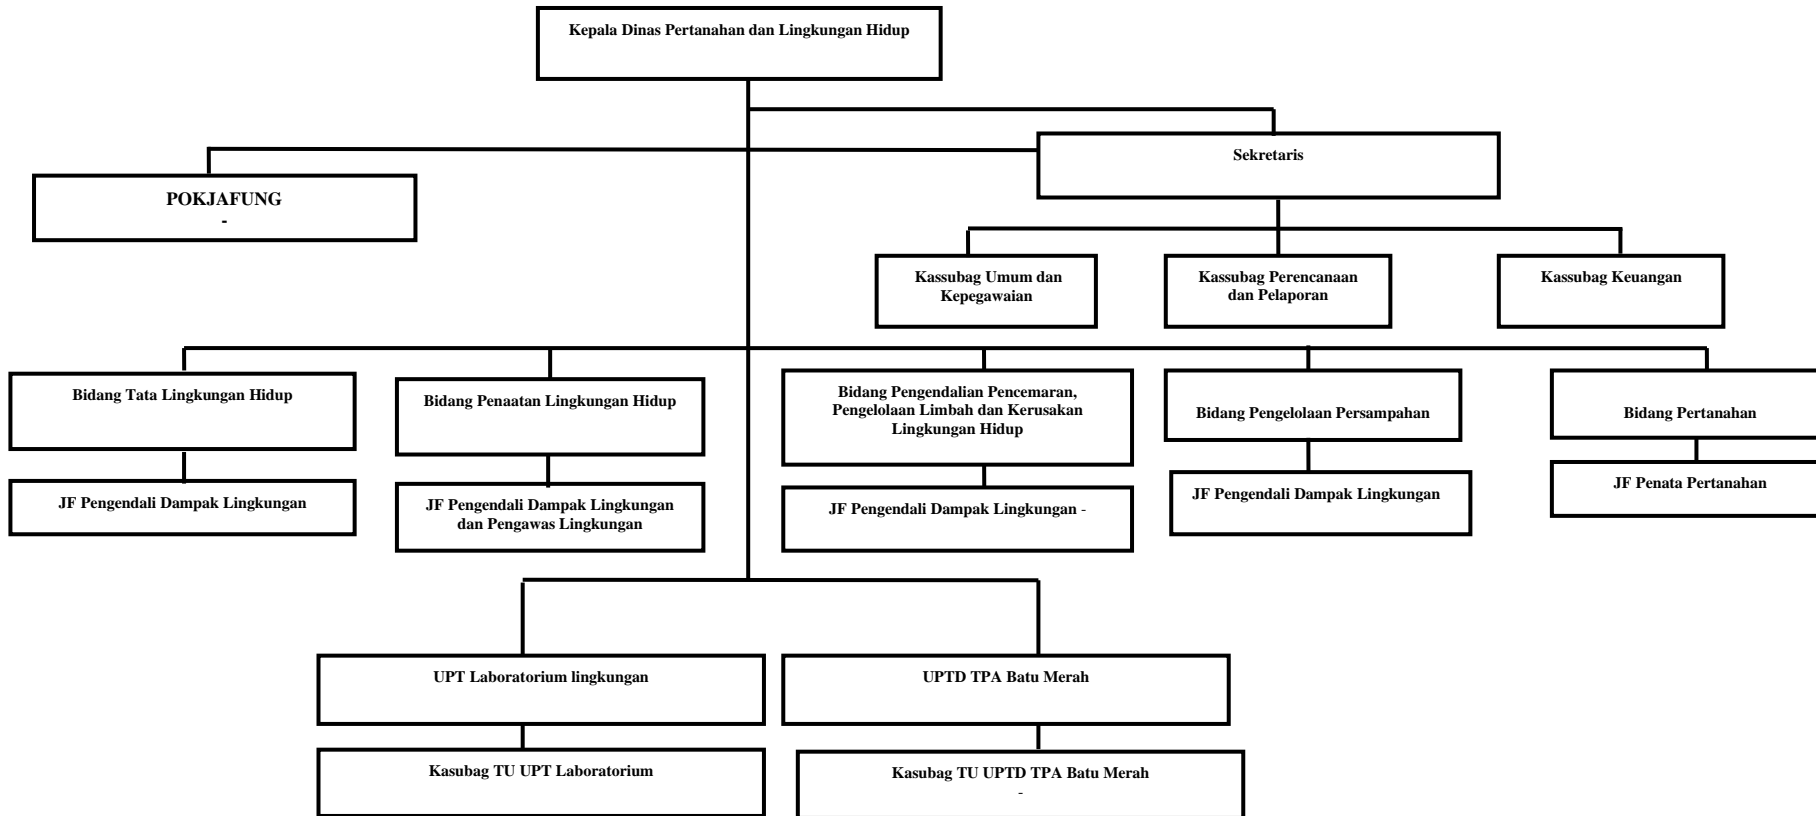 Kepala Dinas Pertanahan dan Lingkungan Hidup
Sekretaris
POKJAFUNG
-
Kassubag Umum dan
Kepegawaian
Kassubag Perencanaan
dan Pelaporan
Kassubag Keuangan
Bidang Tata Lingkungan Hidup
Bidang Penaatan Lingkungan Hidup
Bidang Pengendalian Pencemaran,
Pengelolaan Limbah dan Kerusakan
Lingkungan Hidup
Bidang Pengelolaan Persampahan
Bidang Pertanahan
JF Pengendali Dampak Lingkungan
JF Pengendali Dampak Lingkungan
dan Pengawas Lingkungan
JF Pengendali Dampak Lingkungan -
JF Pengendali Dampak Lingkungan
JF Penata Pertanahan
UPT Laboratorium lingkungan
UPTD TPA Batu Merah
Kasubag TU UPT Laboratorium
Kasubag TU UPTD TPA Batu Merah
-